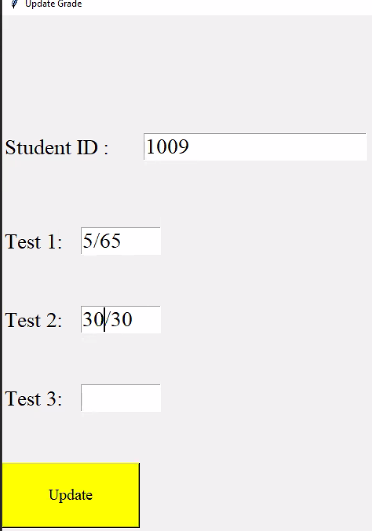 Update Grade
Student ID : 1009
Test 1: 5/65
Test 2: 30/30
Test 3:
Update